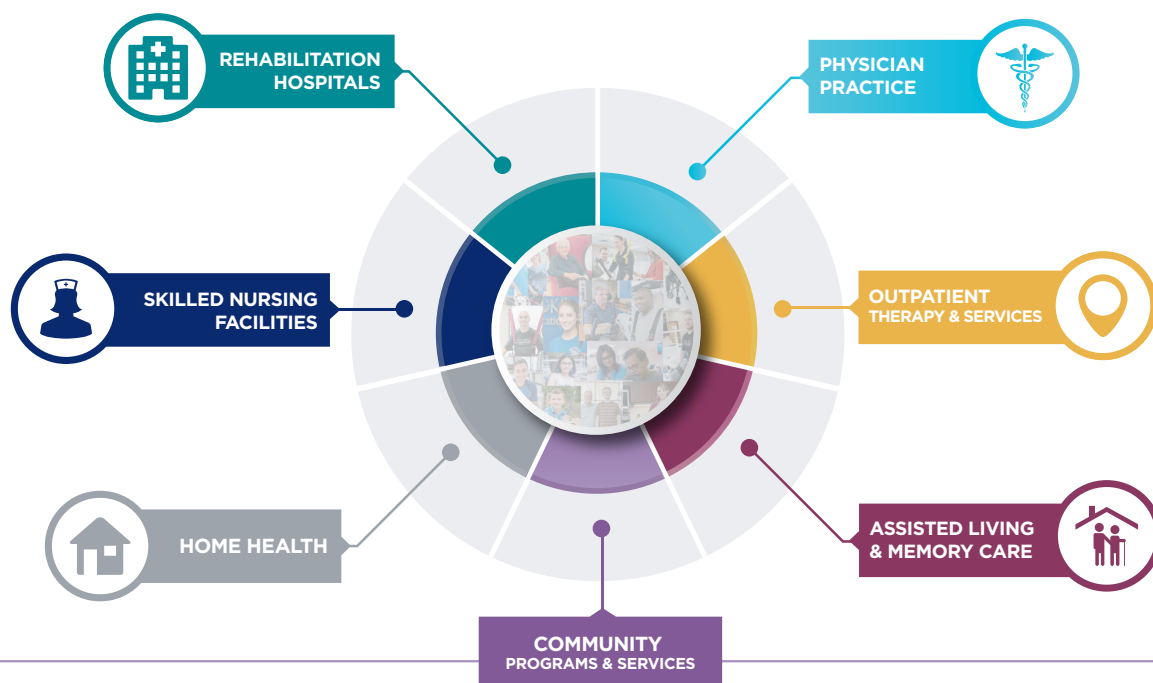 REHABILITATION
HOSPITALS
PHYSICIAN
PRACTICE
SKILLED NURSING
FACILITIES
OUTPATIENT
THERAPY & SERVICES
HOME HEALTH
ASSISTED LIVING
& MEMORY CARE
COMMUNITY
PROGRAMS & SERVICES